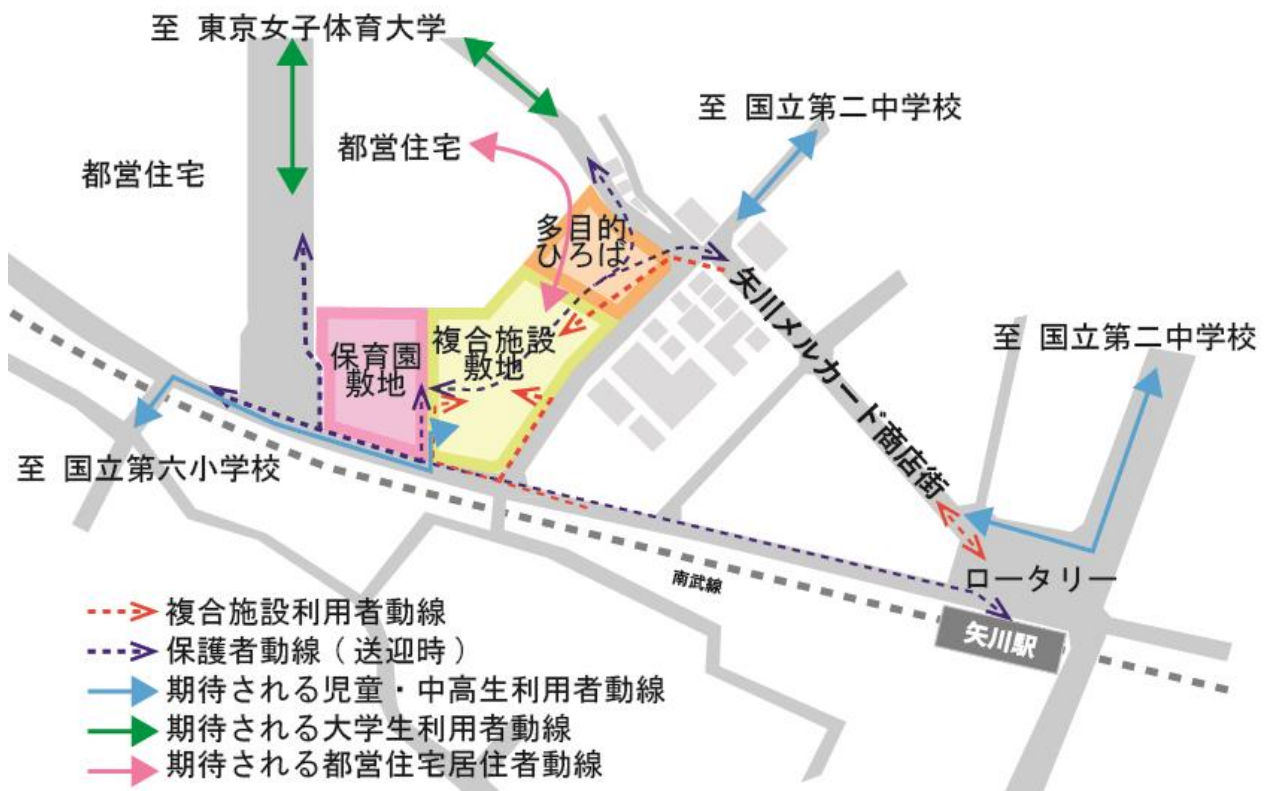 至 東京女子体育大学
至 国立第二中学校
都営住宅
都営住宅
多目的
ひろば
矢川メルカード商店街
至 国立第二中学校
複合施設
敷地
保育園
敷地
至 国立第六小学校
南武線
ロータリー
矢川駅
複合施設利用者動線
保護者動線(送迎時)
期待される児童・中高生利用者動線
期待される大学生利用者動線
期待される都営住宅居住者動線